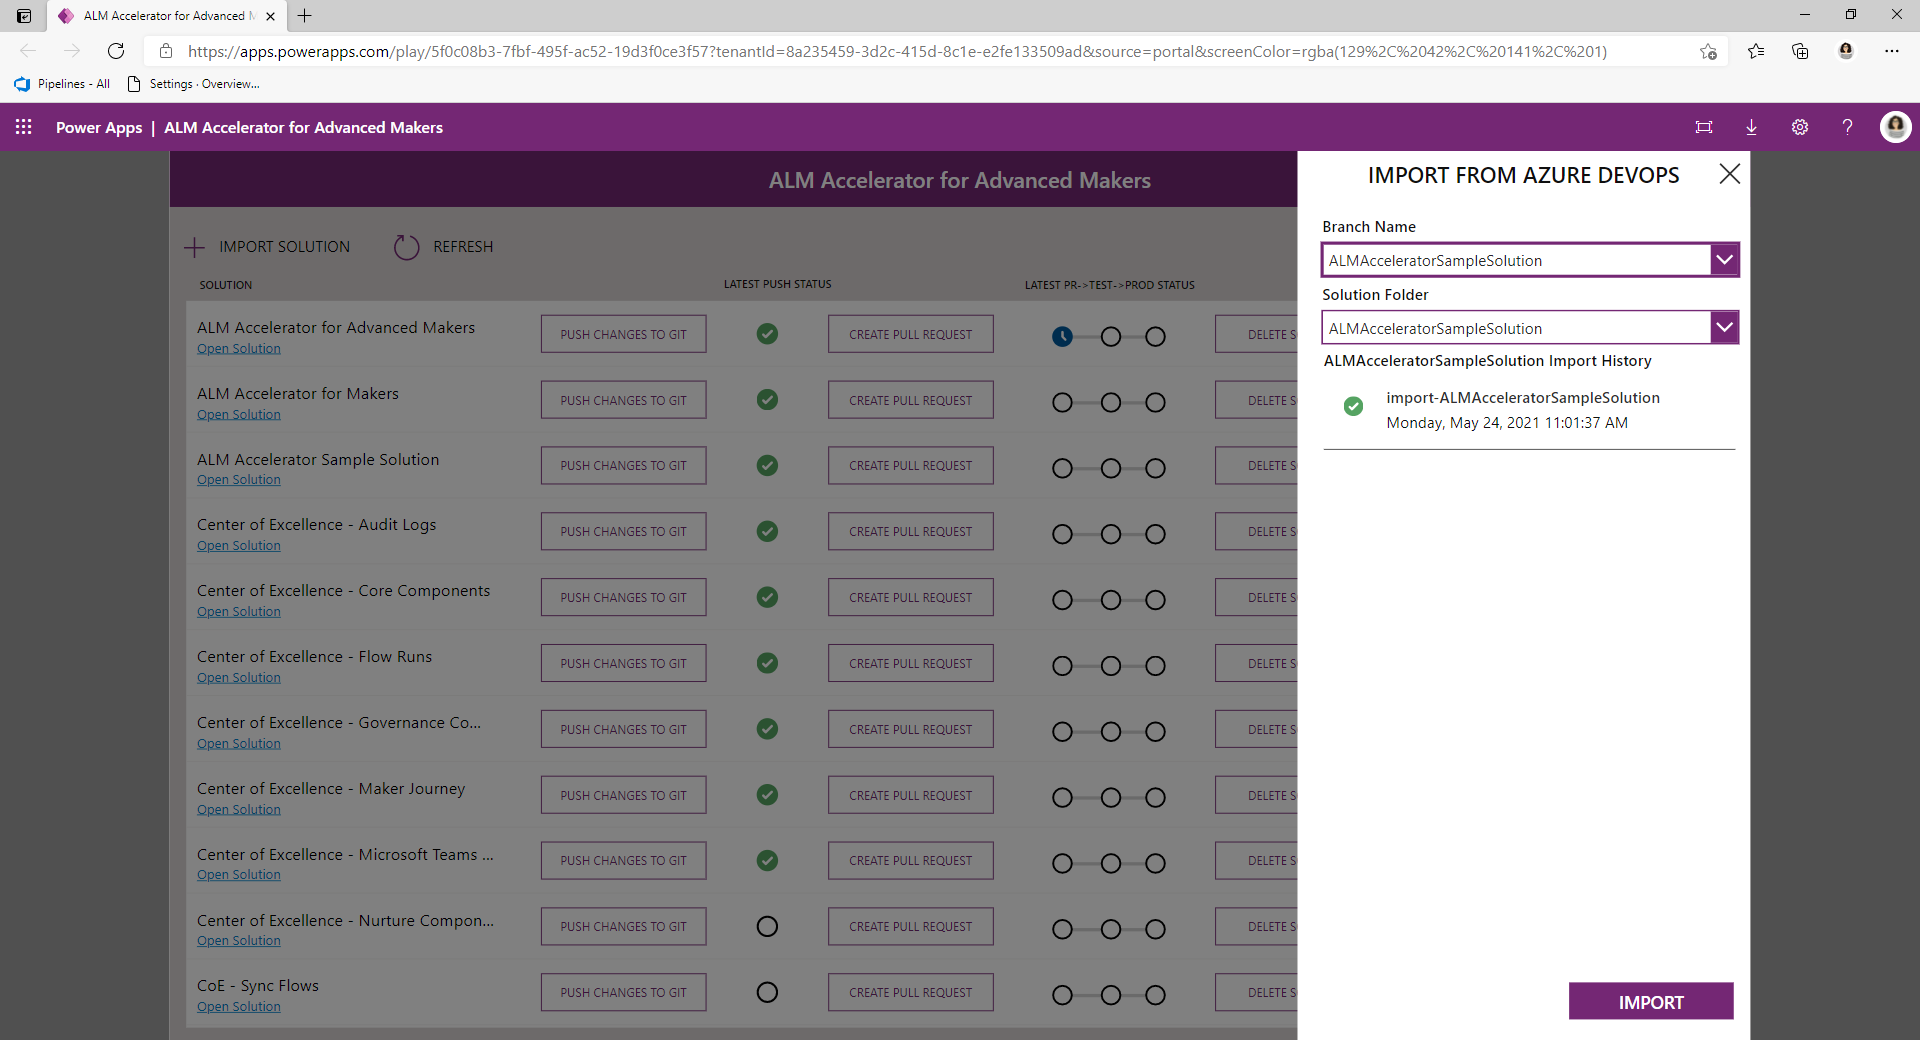 ALM Accelerator for Advanced M
https://apps.powerapps.com/play/5f0c08b3-7fbf-495f-ac52-19d3f0ce3f57?tenantId=8a235459-3d2c-415d-8c1e-e2fe133509ad&source=portal&screenColor=rgba(129%2C%2042%2C%20141%2C%201)
Pipelines - All
Settings · Overview...
Power Apps | ALM Accelerator for Advanced Makers
ALM Accelerator for Advanced Makers
IMPORT SOLUTION
REFRESH
SOLUTION
LATEST PUSH STATUS
LATEST PR->TEST->PROD STATUS
ALM Accelerator for Advanced Makers
Open Solution
PUSH CHANGES TO GIT
CREATE PULL REQUEST
DELETE S
ALM Accelerator for Makers
Open Solution
PUSH CHANGES TO GIT
CREATE PULL REQUEST
DELETE S
ALM Accelerator Sample Solution
Open Solution
PUSH CHANGES TO GIT
CREATE PULL REQUEST
DELETE S
Center of Excellence - Audit Logs
Open Solution
PUSH CHANGES TO GIT
CREATE PULL REQUEST
DELETE S
Center of Excellence - Core Components
Open Solution
PUSH CHANGES TO GIT
CREATE PULL REQUEST
DELETE S
Center of Excellence - Flow Runs
Open Solution
PUSH CHANGES TO GIT
CREATE PULL REQUEST
DELETE S
Center of Excellence - Governance Co...
Open Solution
PUSH CHANGES TO GIT
CREATE PULL REQUEST
DELETE S
Center of Excellence - Maker Journey
Open Solution
PUSH CHANGES TO GIT
CREATE PULL REQUEST
DELETE S
Center of Excellence - Microsoft Teams ...
Open Solution
PUSH CHANGES TO GIT
CREATE PULL REQUEST
DELETE S
Center of Excellence - Nurture Compon...
Open Solution
PUSH CHANGES TO GIT
CREATE PULL REQUEST
DELETE S
CoE - Sync Flows
Open Solution
PUSH CHANGES TO GIT
CREATE PULL REQUEST
DELETE S
IMPORT FROM AZURE DEVOPS
Branch Name
ALMAcceleratorSampleSolution
Solution Folder
ALMAcceleratorSampleSolution
ALMAcceleratorSampleSolution Import History
import-ALMAcceleratorSampleSolution
Monday, May 24, 2021 11:01:37 AM
IMPORT